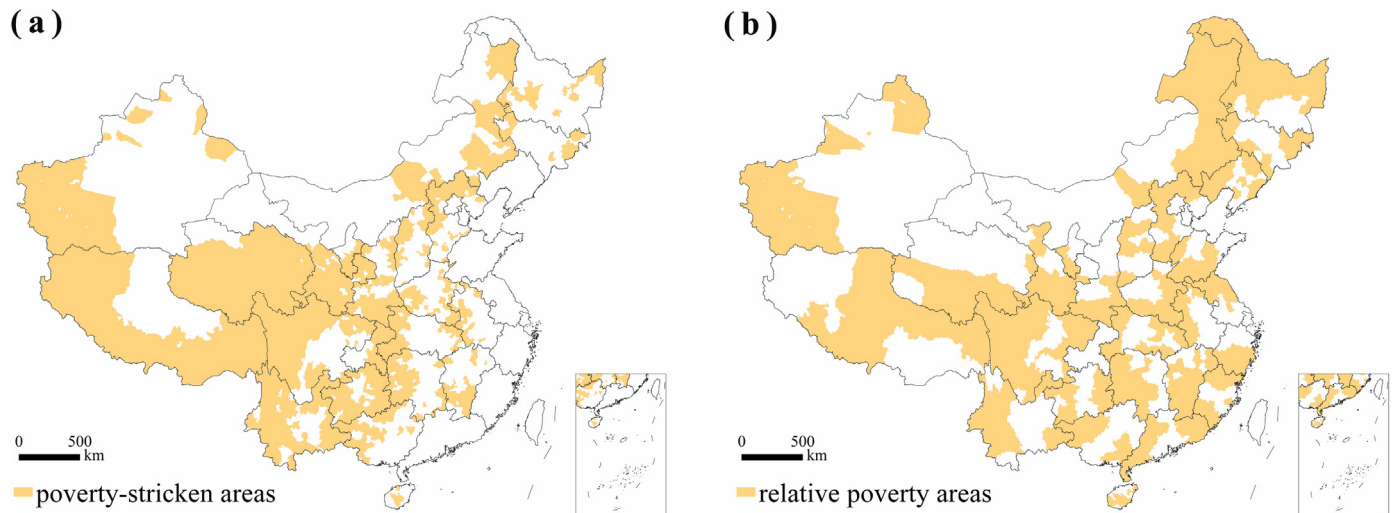 ( a )
0 500
km
poverty-stricken areas
( b )
0 500
km
relative poverty areas